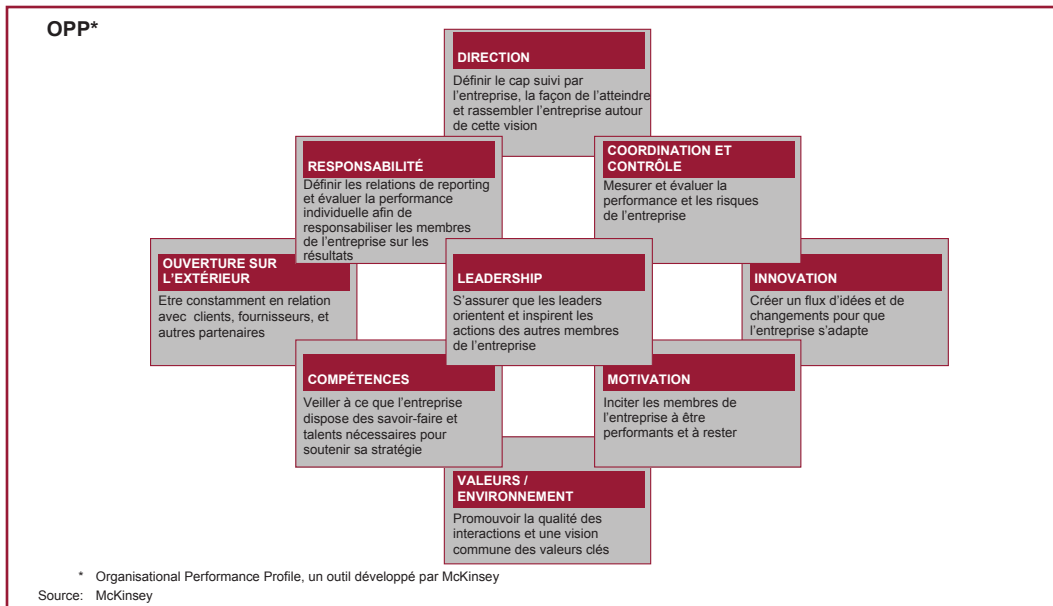 OPP*
DIRECTION
Définir le cap suivi par
l'entreprise, la façon de l'atteindre
et rassembler l'entreprise autour
de cette vision
RESPONSABILITÉ
Définir les relations de reporting
et évaluer la performance
individuelle afin de
responsabiliser les membres
de l'entreprise sur les
résultats
COORDINATION ET
CONTRÔLE
Mesurer et évaluer la
performance et les risques
de l'entreprise
OUVERTURE SUR
L'EXTÉRIEUR
Etre constamment en relation
avec clients, fournisseurs, et
autres partenaires
LEADERSHIP
S'assurer que les leaders
orientent et inspirent les
actions des autres membres
de l'entreprise
INNOVATION
Créer un flux d'idées et de
changements pour que
l'entreprise s'adapte
COMPÉTENCES
Veiller à ce que l'entreprise
dispose des savoir-faire et
talents nécessaires pour
soutenir sa stratégie
MOTIVATION
Inciter les membres de
l'entreprise à être
performants et à rester
VALEURS /
ENVIRONNEMENT
Promouvoir la qualité des
interactions et une vision
commune des valeurs clés
* Organisational Performance Profile, un outil développé par McKinsey
Source: McKinsey